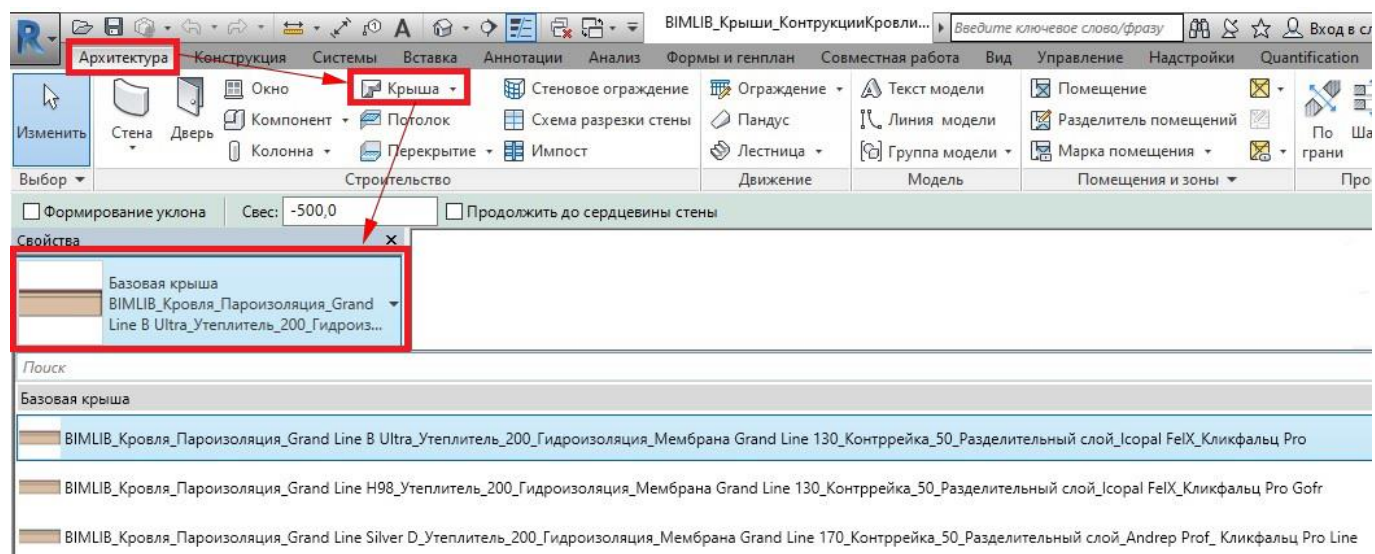 R
A
BIMLIB_Крыши_КонтрукцииКровли...
Введите ключевое слово/фразу
Вход в сл
Архитектура Конструкция Системы Вставка Аннотации Анализ Формы и генплан Совместная работа Вид Управление Надстройки Quantification
Окно Крыша Стеновое ограждение Ограждение Текст модели Помещение
Изменить Стена Дверь Компонент Потолок Схема разрезки стены Пандус Линия модели Разделитель помещений По Ша
Колонна Перекрытие Импост Лестница Группа модели Марка помещения грани
Выбор Строительство Движение Модель Помещения и зоны Про
Формирование уклона Свес: -500,0 Продолжить до сердцевины стены
Свойства X
Базовая крыша
BIMLIB_Кровля_Пароизоляция_Grand
Line B Ultra_Утеплитель_200_Гидроиз...
Поиск
Базовая крыша
BIMLIB_Кровля_Пароизоляция_Grand Line B Ultra_Утеплитель_200_Гидроизоляция_Мембрана Grand Line 130_Контррейка_50_Разделительный слой_Icopal FelX_Кликфальц Pro
BIMLIB_Кровля_Пароизоляция_Grand Line H98_Утеплитель_200_Гидроизоляция_Мембрана Grand Line 130_Контррейка_50_Разделительный слой_Icopal FelX_Кликфальц Pro Gofr
BIMLIB_Кровля_Пароизоляция_Grand Line Silver D_Утеплитель_200_Гидроизоляция_Мембрана Grand Line 170_Контррейка_50_Разделительный слой_Andrep Prof_ Кликфальц Pro Line